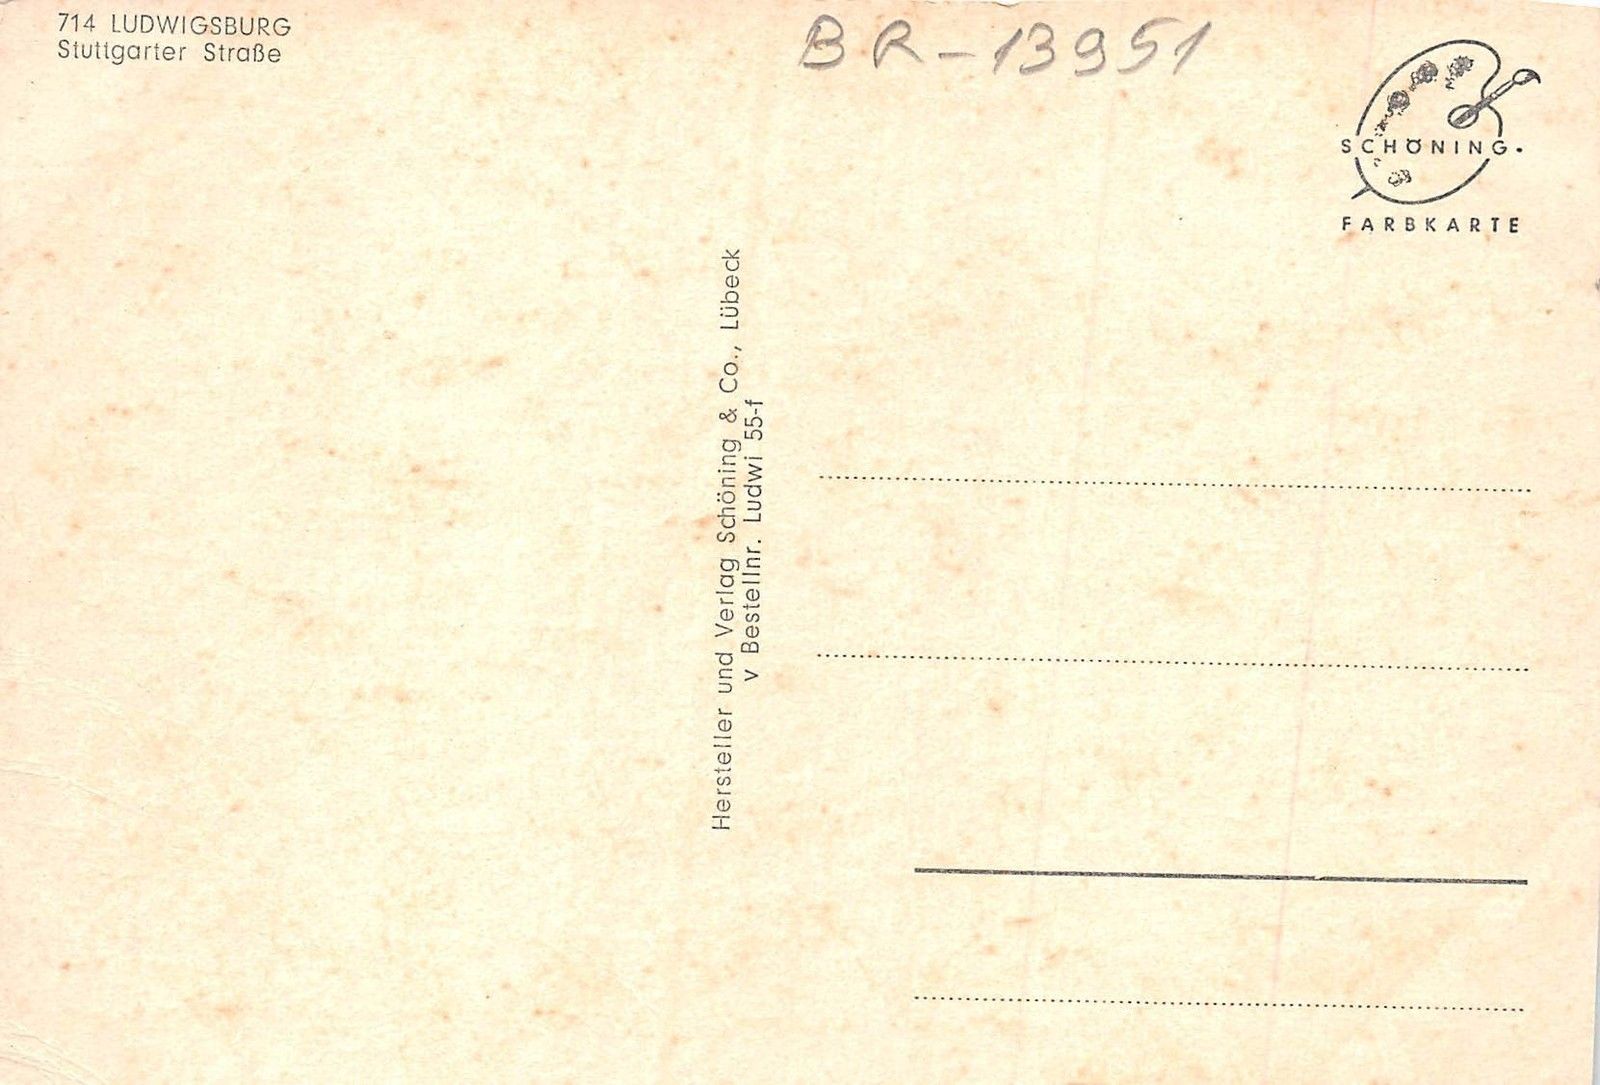 714 LUDWIGSBURG
Stuttgarter Straße
BR-13951
SCHÖNING.
FARBKARTE
Hersteller und Verlag Schöning & Co., Lübeck
v Bestellnr. Ludwi 55-f